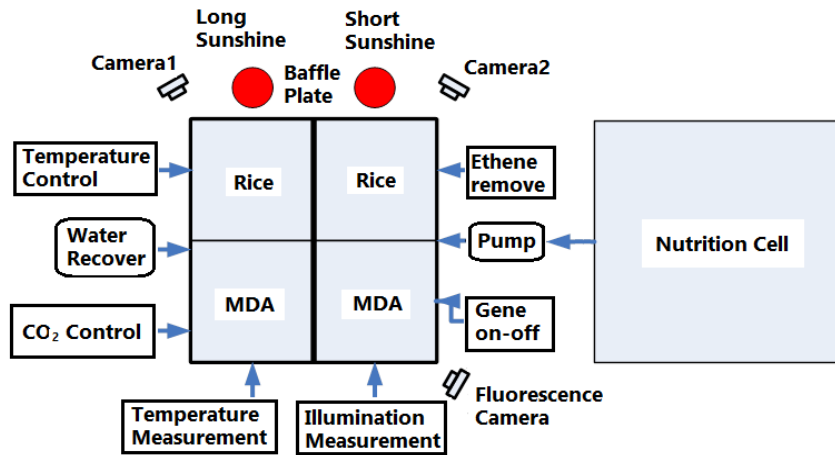 Long
Sunshine
Short
Sunshine
Camera1
Baffle
Plate
Camera2
Temperature
Control
Rice
Rice
Ethene
remove
Water
Recover
Pump
Nutrition Cell
CO₂ Control
MDA
MDA
Gene
on-off
Temperature
Measurement
Illumination
Measurement
Fluorescence
Camera